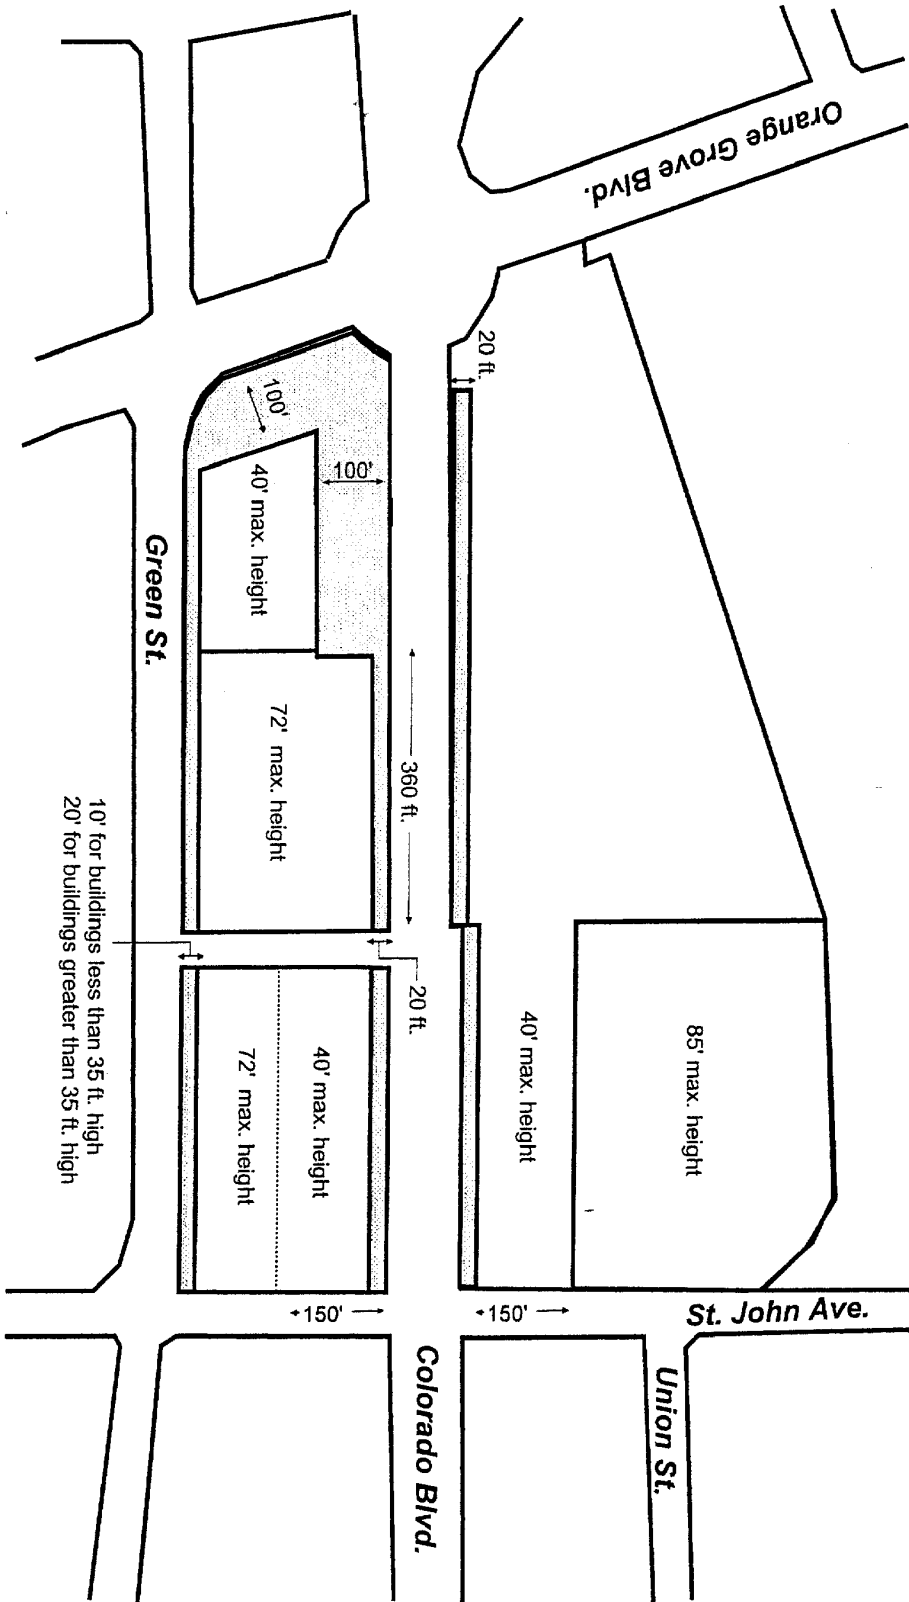 Orange Grove Blvd.
20 ft.
100'
100'
40' max. height
Green St.
72' max. height
360 ft.
10' for buildings less than 35 ft. high
20' for buildings greater than 35 ft. high
20 ft.
40' max. height
72' max. height
40' max. height
85' max. height
150'
150'
St. John Ave.
Colorado Blvd.
Union St.